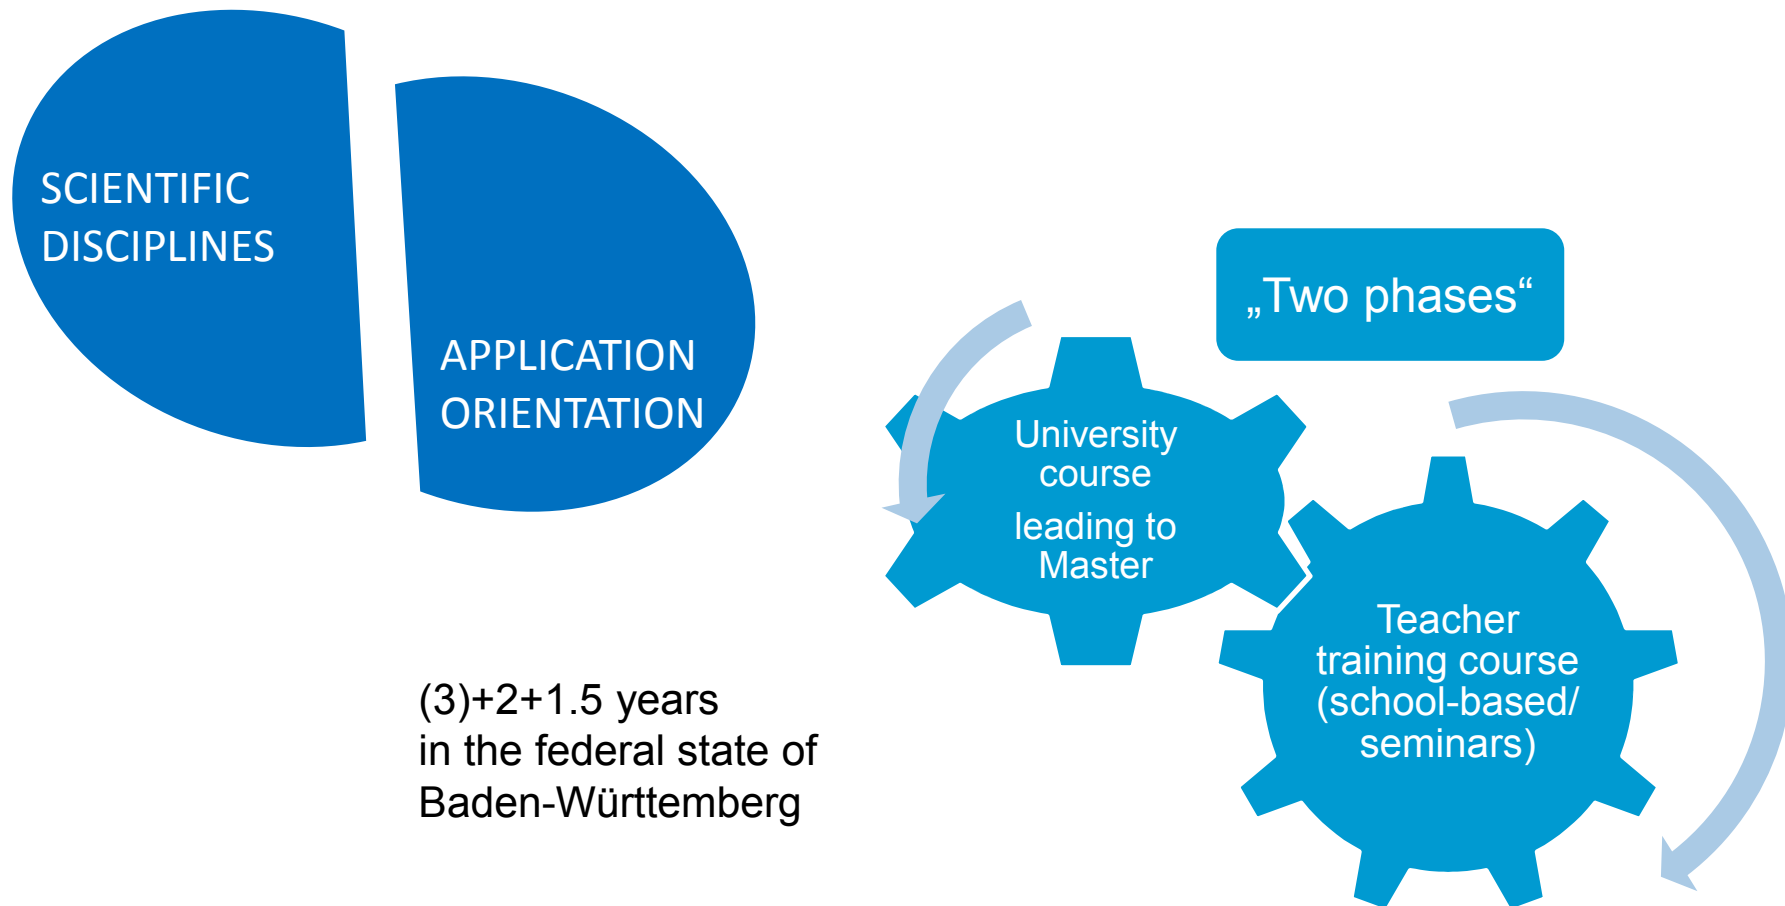 SCIENTIFIC
DISCIPLINES
APPLICATION
ORIENTATION
„Two phases“
University
course
leading to
Master
Teacher
training course
(school-based/
seminars)
(3)+2+1.5 years
in the federal state of
Baden-Württemberg